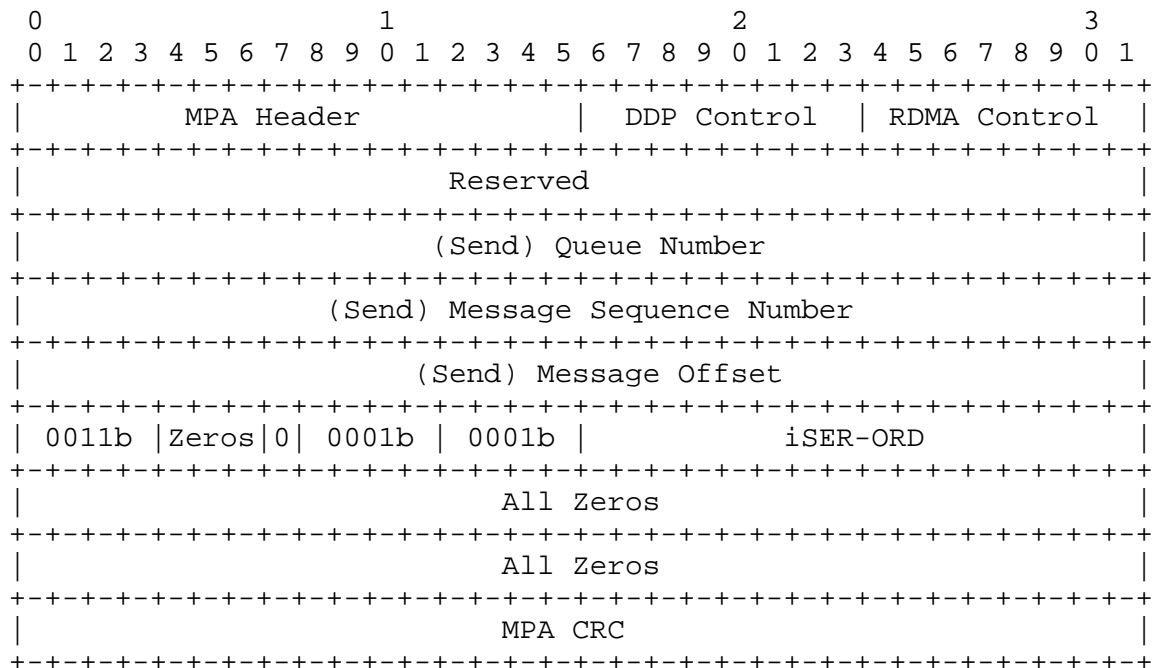 0                   1                   2                   3
 0 1 2 3 4 5 6 7 8 9 0 1 2 3 4 5 6 7 8 9 0 1 2 3 4 5 6 7 8 9 0 1
+-+-+-+-+-+-+-+-+-+-+-+-+-+-+-+-+-+-+-+-+-+-+-+-+-+-+-+-+-+-+-+-+
|         MPA Header            |  DDP Control  | RDMA Control  |
+-+-+-+-+-+-+-+-+-+-+-+-+-+-+-+-+-+-+-+-+-+-+-+-+-+-+-+-+-+-+-+-+
|                        Reserved                               |
+-+-+-+-+-+-+-+-+-+-+-+-+-+-+-+-+-+-+-+-+-+-+-+-+-+-+-+-+-+-+-+-+
|                       (Send) Queue Number                     |
+-+-+-+-+-+-+-+-+-+-+-+-+-+-+-+-+-+-+-+-+-+-+-+-+-+-+-+-+-+-+-+-+
|                 (Send) Message Sequence Number                |
+-+-+-+-+-+-+-+-+-+-+-+-+-+-+-+-+-+-+-+-+-+-+-+-+-+-+-+-+-+-+-+-+
|                      (Send) Message Offset                    |
+-+-+-+-+-+-+-+-+-+-+-+-+-+-+-+-+-+-+-+-+-+-+-+-+-+-+-+-+-+-+-+-+
| 0011b |Zeros|0| 0001b | 0001b |           iSER-ORD            |
+-+-+-+-+-+-+-+-+-+-+-+-+-+-+-+-+-+-+-+-+-+-+-+-+-+-+-+-+-+-+-+-+
|                           All Zeros                           |
+-+-+-+-+-+-+-+-+-+-+-+-+-+-+-+-+-+-+-+-+-+-+-+-+-+-+-+-+-+-+-+-+
|                           All Zeros                           |
+-+-+-+-+-+-+-+-+-+-+-+-+-+-+-+-+-+-+-+-+-+-+-+-+-+-+-+-+-+-+-+-+
|                           MPA CRC                             |
+-+-+-+-+-+-+-+-+-+-+-+-+-+-+-+-+-+-+-+-+-+-+-+-+-+-+-+-+-+-+-+-+